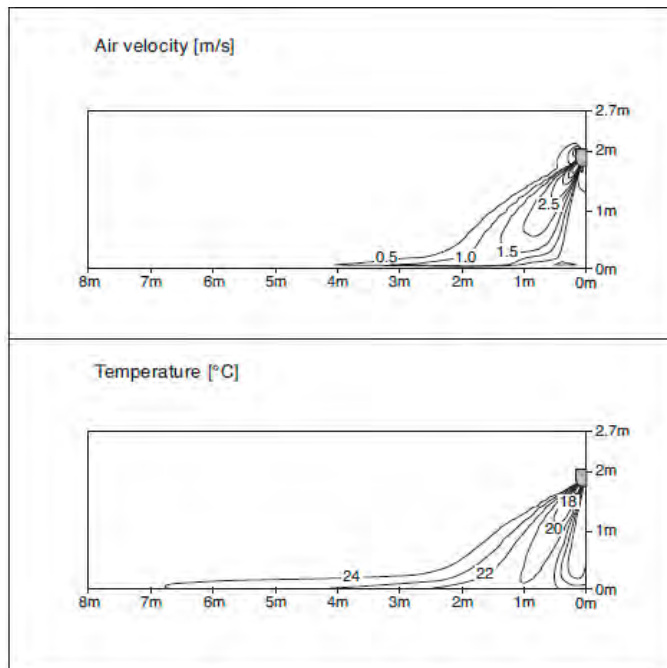 Air velocity [m/s]
2.7m
2m
2.5
1m
0.5
1.0
1.5
0m
8m 7m 6m 5m 4m 3m 2m 1m 0m
Temperature [°C]
2.7m
2m
18
20
1m
24
22
0m
8m 7m 6m 5m 4m 3m 2m 1m 0m